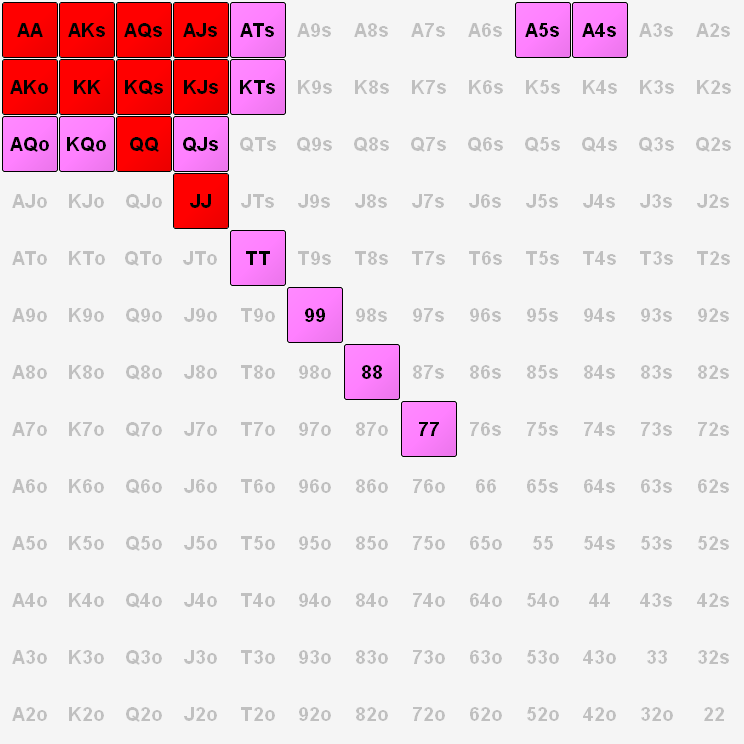 AA AKs AQs AJs ATs A9s A8s A7s A6s A5s A4s A3s A2s
AKo KK KQs KJs KTs K9s K8s K7s K6s K5s K4s K3s K2s
AQo KQo QQ QJs QTs Q9s Q8s Q7s Q6s Q5s Q4s Q3s Q2s
AJo KJo QJo JJ JTs J9s J8s J7s J6s J5s J4s J3s J2s
ATo KTo QTo JTo TT T9s T8s T7s T6s T5s T4s T3s T2s
A9o K9o Q9o J9o T9o 99 98s 97s 96s 95s 94s 93s 92s
A8o K8o Q8o J8o T8o 98o 88 87s 86s 85s 84s 83s 82s
A7o K7o Q7o J7o T7o 97o 87o 77 76s 75s 74s 73s 72s
A6o K6o Q6o J6o T6o 96o 86o 76o 66 65s 64s 63s 62s
A5o K5o Q5o J5o T5o 95o 85o 75o 65o 55 54s 53s 52s
A4o K4o Q4o J4o T4o 94o 84o 74o 64o 54o 44 43s 42s
A3o K3o Q3o J3o T3o 93o 83o 73o 63o 53o 43o 33 32s
A2o K2o Q2o J2o T2o 92o 82o 72o 62o 52o 42o 32o 22